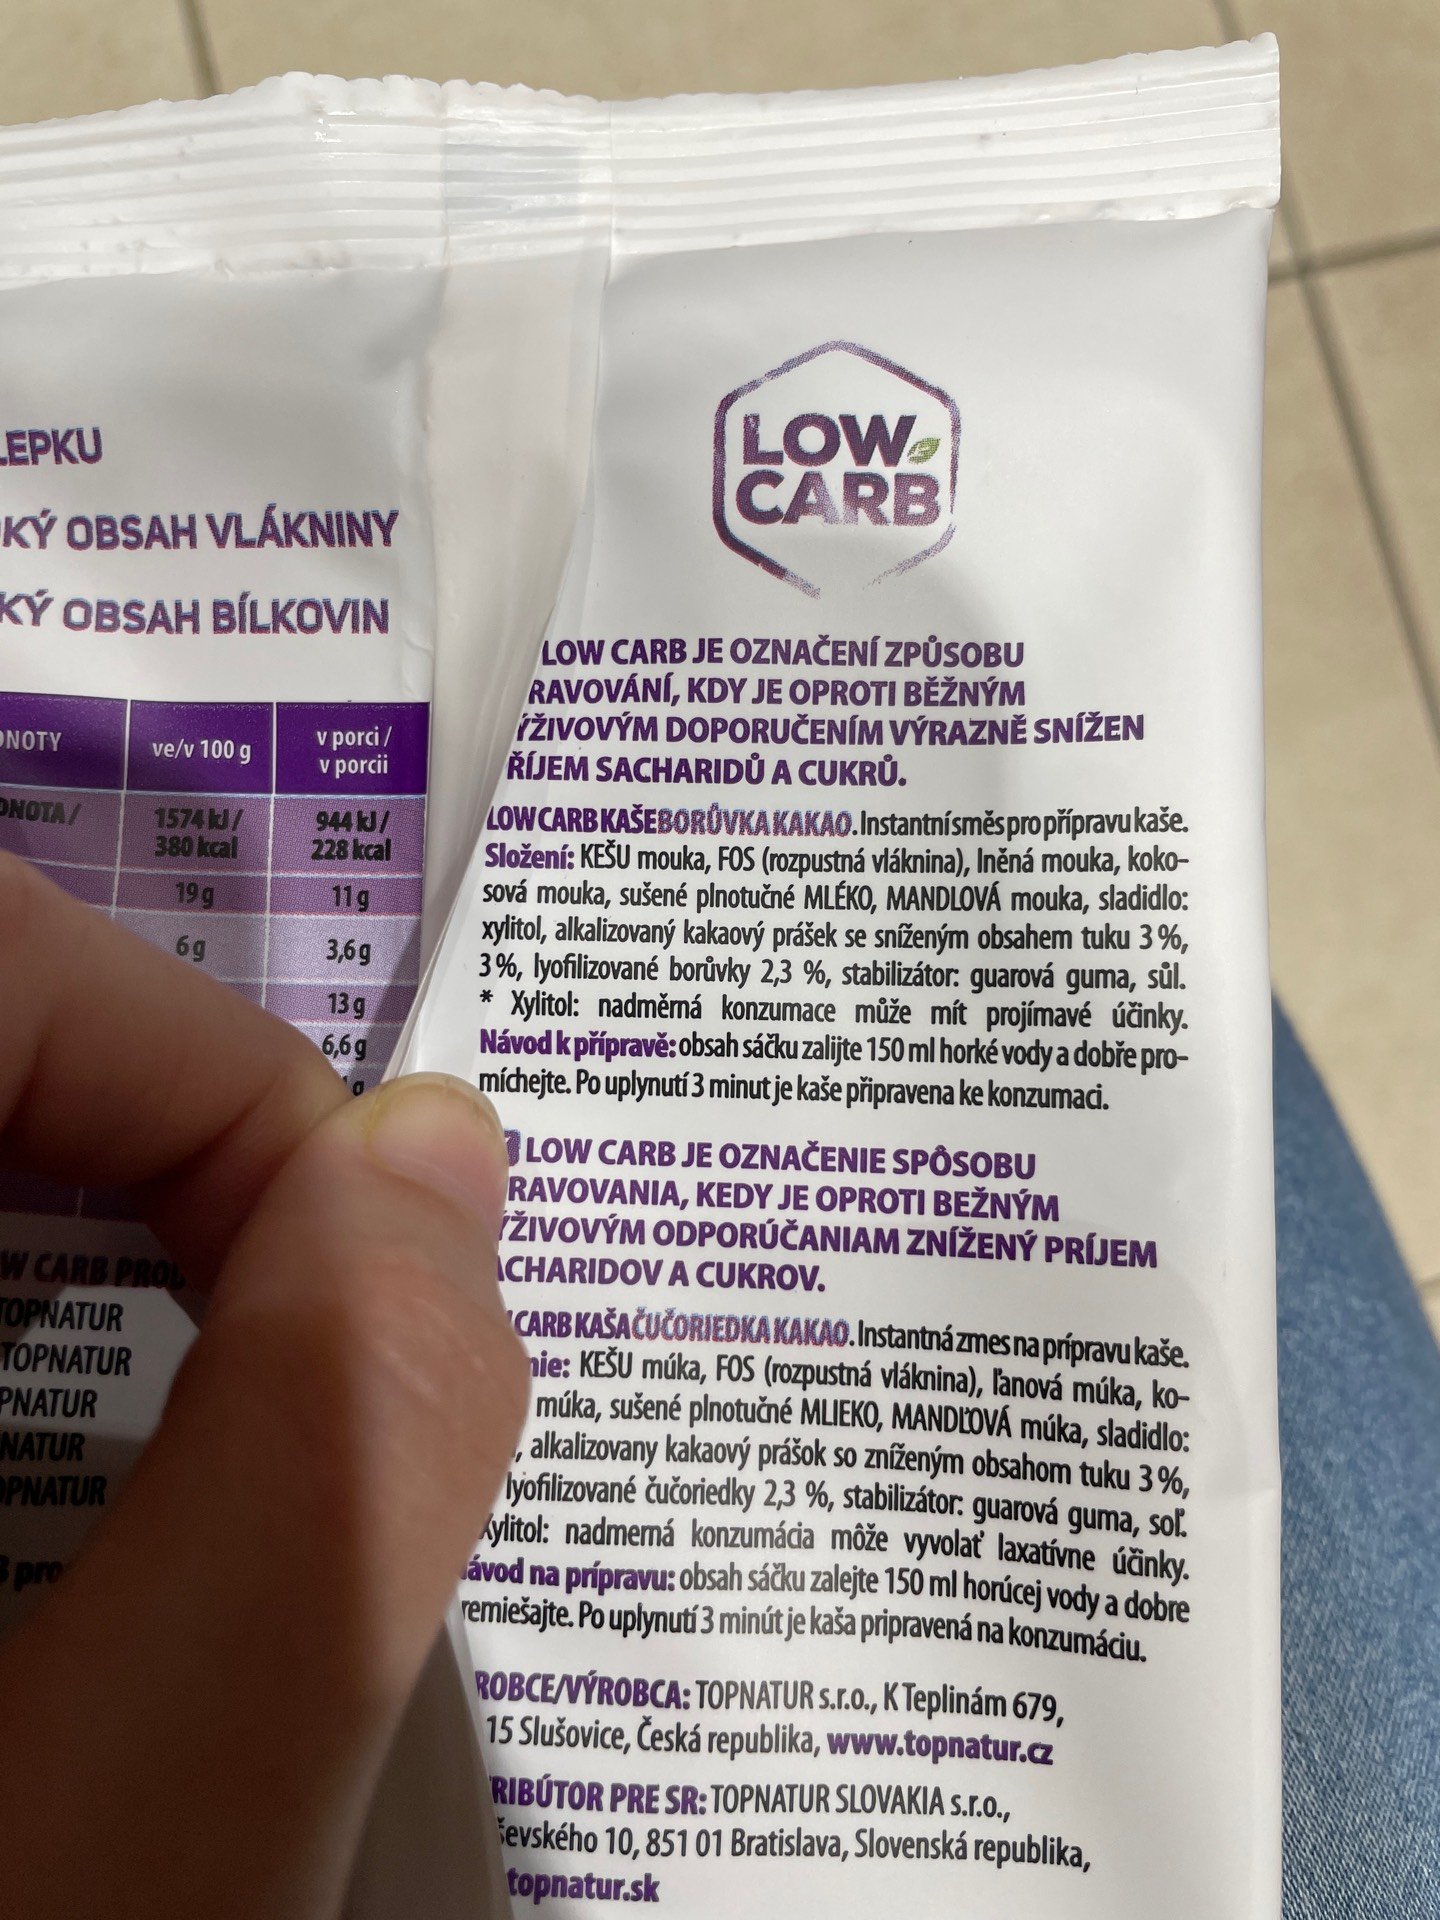 LOW
CARB
KÝ OBSAH VLÁKNINY
KÝ OBSAH BÍLKOVIN
ve/v 100 g
v porci /
v porcii
1574 kJ /
380 kcal
944 kJ /
228 kcal
19 g
11 g
6 g
3,6 g
13 g
6,6 g
W CARB
TOPNATUR
TOPNATUR
PNATUR
NATUR
OPNATUR
LOW CARB JE OZNAČENÍ ZPŮSOBU
RAVOVÁNÍ, KDY JE OPROTI BĚŽNÝM
ÝŽIVOVÝM DOPORUČENÍM VÝRAZNĚ SNÍŽEN
ŘÍJEM SACHARIDŮ A CUKRŮ.
LOW CARB KAŠE BORŮVKA KAKAO. Instantní směs pro přípravu kaše.
Složení: KEŠU mouka, FOS (rozpustná vláknina), lněná mouka, koko-
sová mouka, sušené plnotučné MLÉKO, MANDLOVÁ mouka, sladidlo:
xylitol, alkalizovaný kakaový prášek se sníženým obsahem tuku 3 %,
3 %, lyofilizované borůvky 2,3 %, stabilizátor: guarová guma, sůl.
* Xylitol: nadměrná konzumace může mít projímavé účinky.
Návod k přípravě: obsah sáčku zalijte 150 ml horké vody a dobře pro-
míchejte. Po uplynutí 3 minut je kaše připravena ke konzumaci.
LOW CARB JE OZNAČENIE SPÔSOBU
RAVOVANIA, KEDY JE OPROTI BEŽNÝM
ÝŽIVOVÝM ODPORÚČANIAM ZNÍŽENÝ PRÍJEM
ACHARIDOV A CUKROV.
CARB KAŠA ČUČORIEDKA KAKAO. Instantná zmes na prípravu kaše.
nie: KEŠU múka, FOS (rozpustná vláknina), ľanová múka, ko-
múka, sušené plnotučné MLIEKO, MANDĽOVÁ múka, sladidlo:
, alkalizovany kakaový prášok so zníženým obsahom tuku 3 %,
lyofilizované čučoriedky 2,3 %, stabilizátor: guarová guma, soľ.
Xylitol: nadmerná konzumácia môže vyvolať laxatívne účinky.
ávod na prípravu: obsah sáčku zalejte 150 ml horúcej vody a dobre
remiešajte. Po uplynutí 3 minút je kaša pripravená na konzumáciu.
ROBCE/VÝROBCA: TOPNATUR s.r.o., K Teplinám 679,
15 Slušovice, Česká republika, www.topnatur.cz
RIBÚTOR PRE SR: TOPNATUR SLOVAKIA s.r.o.,
ševského 10, 851 01 Bratislava, Slovenská republika,
topnatur.sk